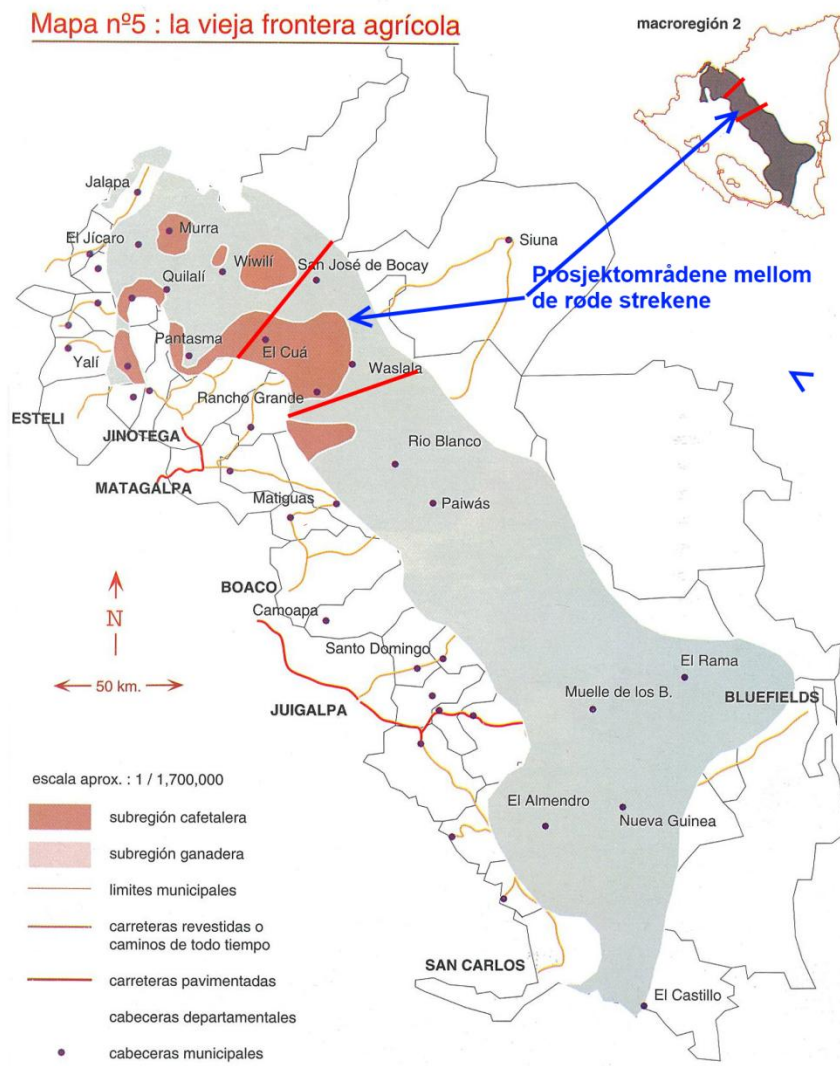 Mapa nº5 : la vieja frontera agrícola
macroregión 2
Jalapa
Murra
El Jícaro
Wiwilí
Siuna
San José de Bocay
Quilalí
Prosjektområdene mellom
de røde strekene
Pantasma
El Cuá
Yalí
Waslala
Rancho Grande
ESTELI
JINOTEGA
Rio Blanco
MATAGALPA
Matiguas
Paiwás
BOACO
Camoapa
N
Santo Domingo
El Rama
50 km.
Muelle de los B.
BLUEFIELDS
JUIGALPA
escala aprox. : 1 / 1,700,000
El Almendro
Nueva Guinea
subregión cafetalera
subregión ganadera
limites municipales
carreteras revestidas o
caminos de todo tiempo
SAN CARLOS
carreteras pavimentadas
El Castillo
cabeceras departamentales
cabeceras municipales